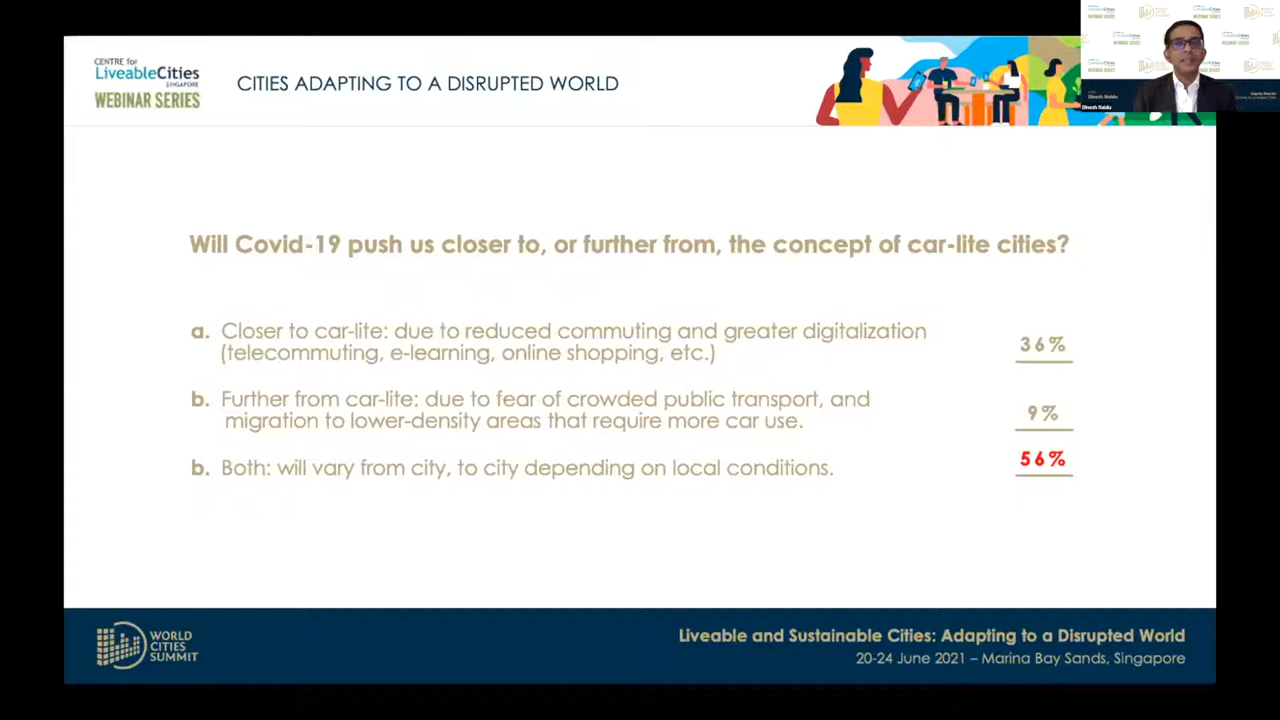 CENTRE for
LiveableCities
SINGAPORE
WEBINAR SERIES
CITIES ADAPTING TO A DISRUPTED WORLD
Dinesh Naidu
Dinesh Naidu
Will Covid-19 push us closer to, or further from, the concept of car-lite cities?
a. Closer to car-lite: due to reduced commuting and greater digitalization
(telecommuting, e-learning, online shopping, etc.)
36%
b. Further from car-lite: due to fear of crowded public transport, and
migration to lower-density areas that require more car use.
9%
b. Both: will vary from city, to city depending on local conditions.
56%
WORLD
CITIES
SUMMIT
Liveable and Sustainable Cities: Adapting to a Disrupted World
20-24 June 2021 – Marina Bay Sands, Singapore